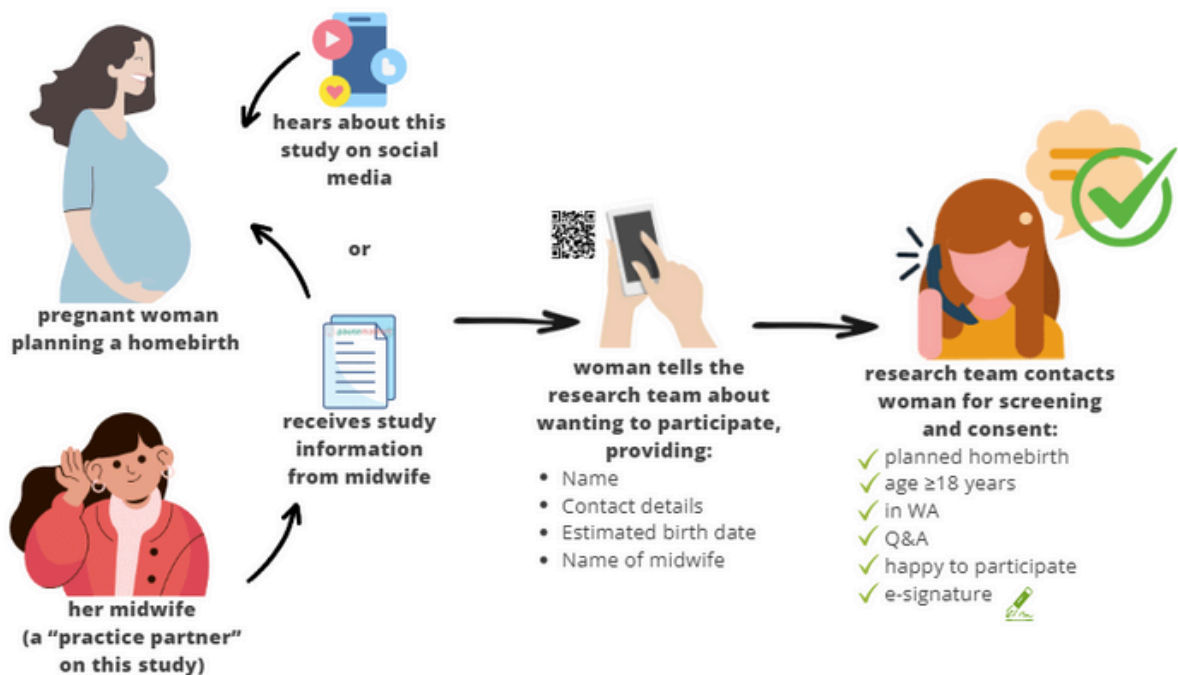 hears about this
study on social
media
or
pregnant woman
planning a homebirth
receives study
information
from midwife
her midwife
(a “practice partner”
on this study)
woman tells the
research team about
wanting to participate,
providing:
• Name
• Contact details
• Estimated birth date
• Name of midwife
research team contacts
woman for screening
and consent:
✓ planned homebirth
✓ age ≥18 years
✓ in WA
✓ Q&A
✓ happy to participate
✓ e-signature